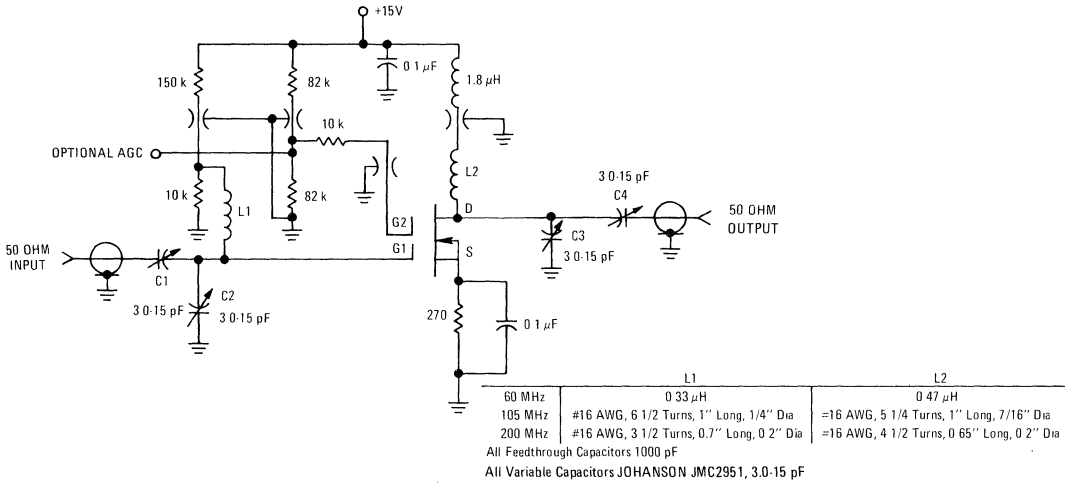 +15V
150 k
82 k
0 1 µF
1.8 µH
10 k
OPTIONAL AGC
10 k
L1
82 k
L2
3 0-15 pF
C4
G2
G1
D
S
50 OHM
OUTPUT
C3
3 0-15 pF
50 OHM
INPUT
C1
3 0-15 pF
C2
3 0-15 pF
270
0 1 µF
L1 L2
60 MHz 0 33 µH 0 47 µH
105 MHz #16 AWG, 6 1/2 Turns, 1" Long, 1/4" Dia =16 AWG, 5 1/4 Turns, 1" Long, 7/16" Dia
200 MHz #16 AWG, 3 1/2 Turns, 0.7" Long, 0 2" Dia =16 AWG, 4 1/2 Turns, 0 65" Long, 0 2" Dia
All Feedthrough Capacitors 1000 pF
All Variable Capacitors JOHANSON JMC2951, 3.0-15 pF